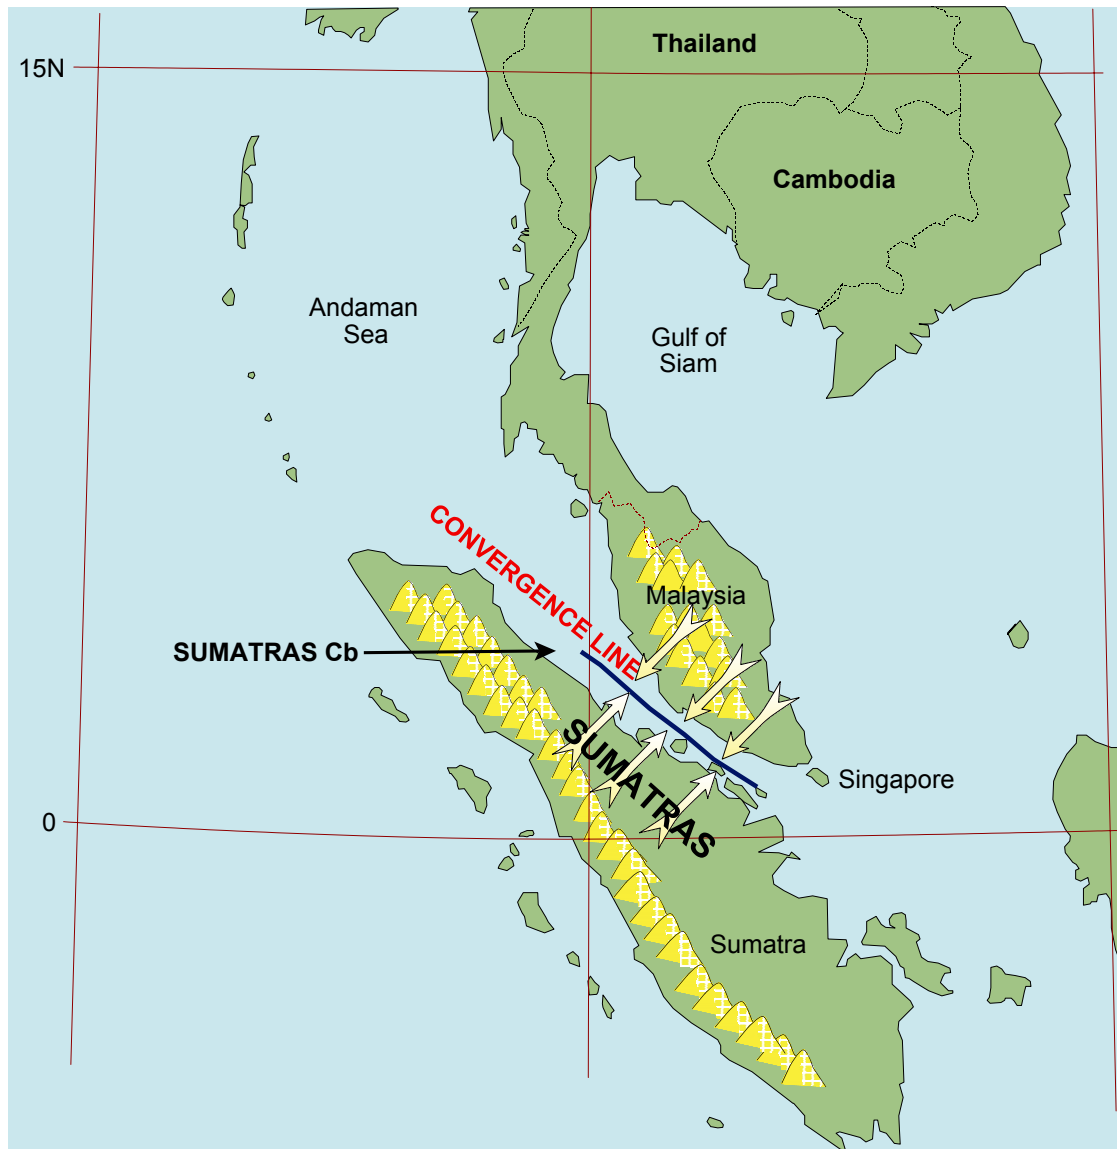 Thailand
15N
Cambodia
Andaman
Sea
Gulf of
Siam
CONVERGENCE LINE
Malaysia
SUMATRAS Cb
SUMATRAS
Singapore
0
Sumatra